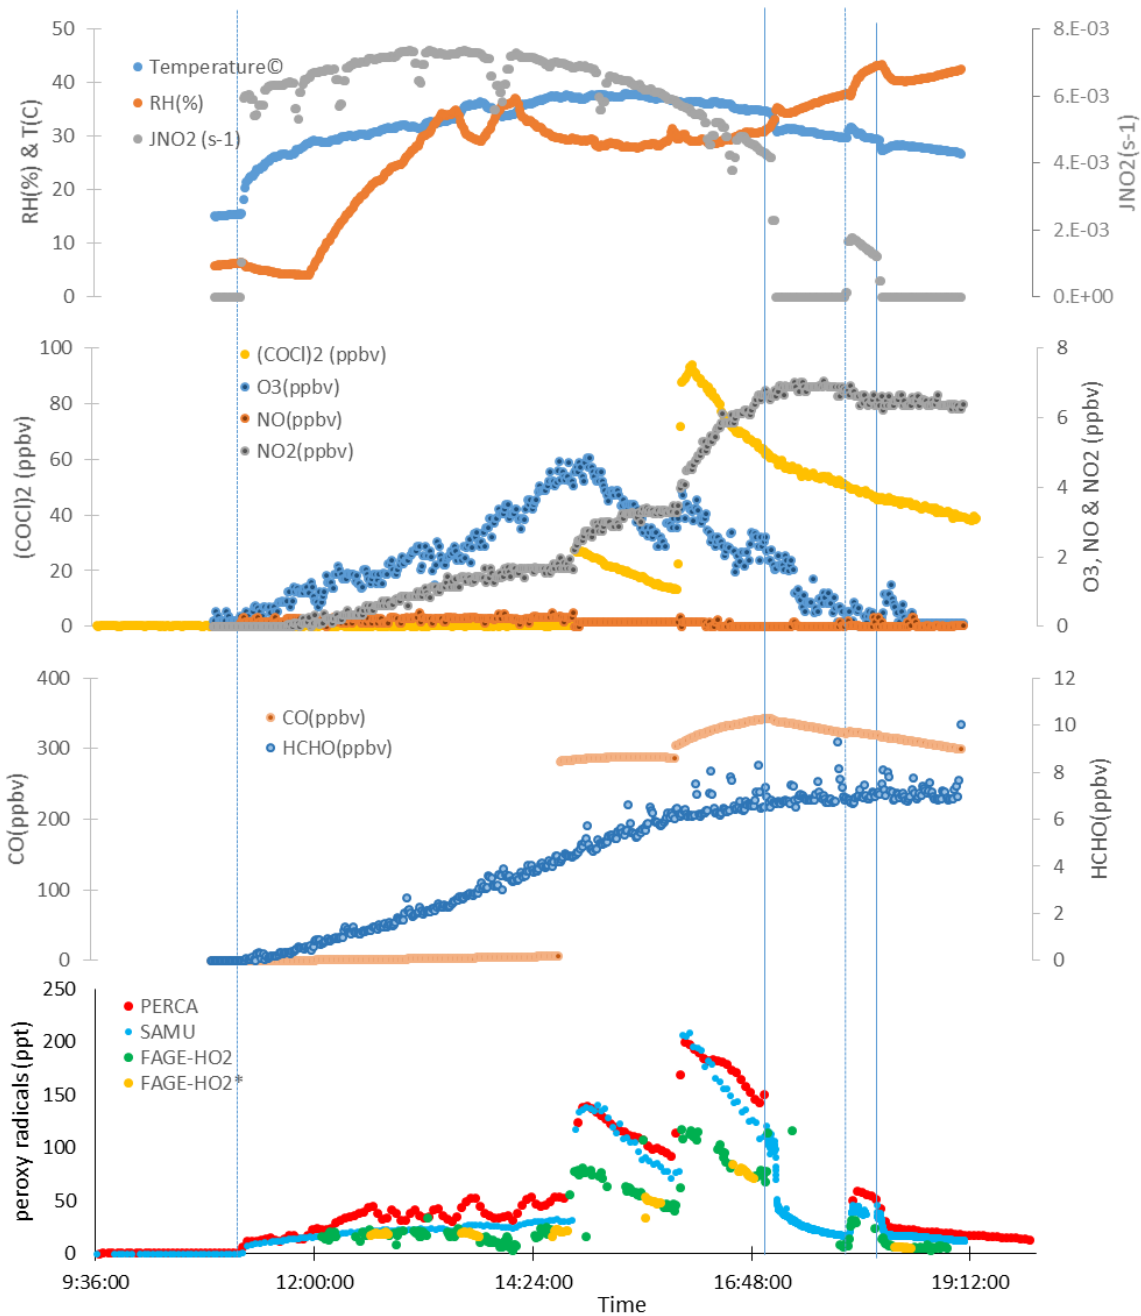 50
40
30
20
10
0
RH(%) & T(C)
Temperature©
RH(%)
JNO2 (s-1)
8.E-03
6.E-03
4.E-03
2.E-03
0.E+00
JNO2(s-1)
100
80
60
40
20
0
(COCl)2 (ppbv)
(COCl)2 (ppbv)
O3(ppbv)
NO(ppbv)
NO2(ppbv)
8
6
4
2
0
O3, NO & NO2 (ppbv)
400
300
200
100
0
CO(ppbv)
CO(ppbv)
HCHO(ppbv)
12
10
8
6
4
2
0
HCHO(ppbv)
250
200
150
100
50
0
peroxy radicals (ppt)
PERCA
SAMU
FAGE-HO2
FAGE-HO2*
9:36:00 12:00:00 14:24:00 16:48:00 19:12:00
Time